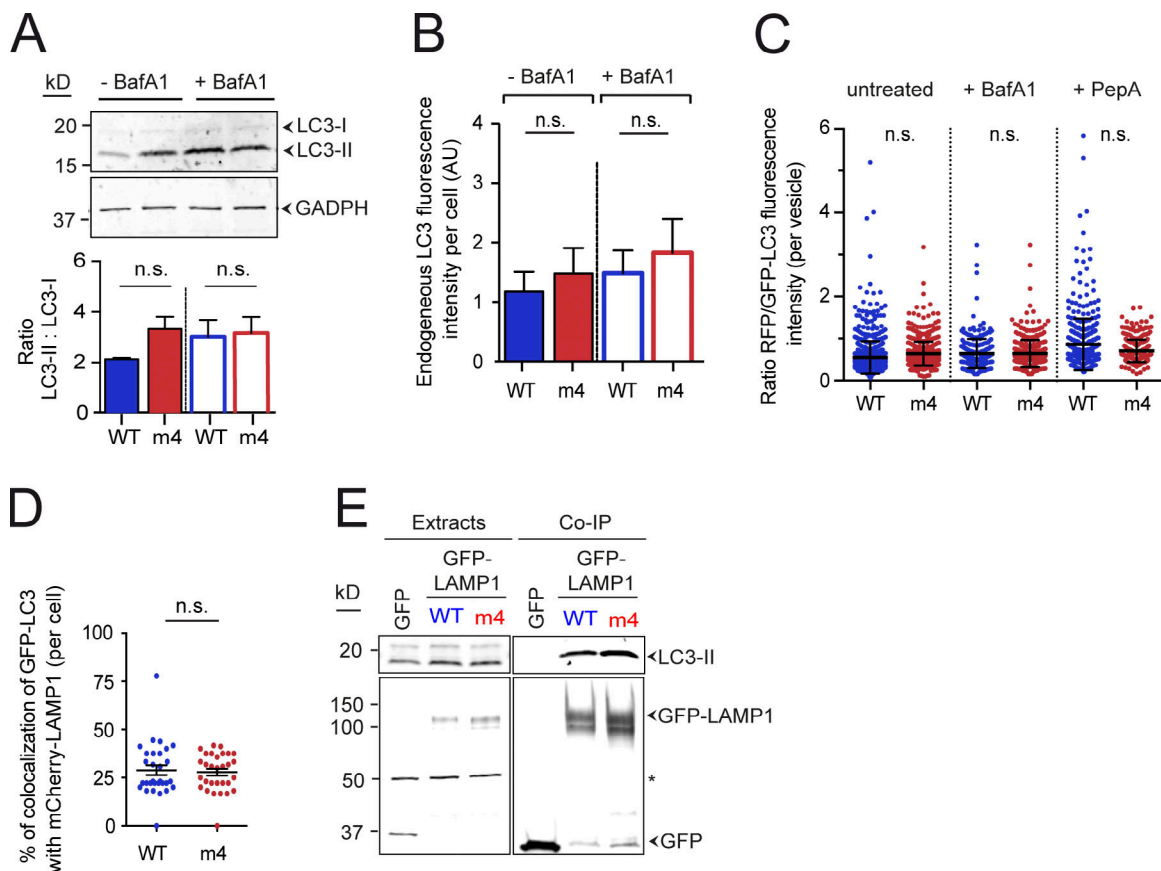 A
kD
- BafA1
+ BafA1
20
15
LC3-I
LC3-II
37
GADPH
Ratio
LC3-II : LC3-I
6
4
2
0
n.s.
n.s.
WT
m4
WT
m4
B
- BafA1
+ BafA1
Endogeneous LC3 fluorescence
intensity per cell (AU)
4
3
2
1
0
n.s.
n.s.
WT
m4
WT
m4
C
untreated
+ BafA1
+ PepA
Ratio RFP/GFP-LC3 fluorescence
intensity (per vesicle)
6
6
2
0
n.s.
n.s.
n.s.
WT
m4
WT
m4
WT
m4
D
% of colocalization of GFP-LC3
with mCherry-LAMP1 (per cell)
100
75
50
25
0
n.s.
WT
m4
E
Extracts
Co-IP
kD
GFP
GFP-
LAMP1
WT
m4
GFP
GFP-
LAMP1
WT
m4
20
LC3-II
150
100
50
37
GFP-LAMP1
*
GFP